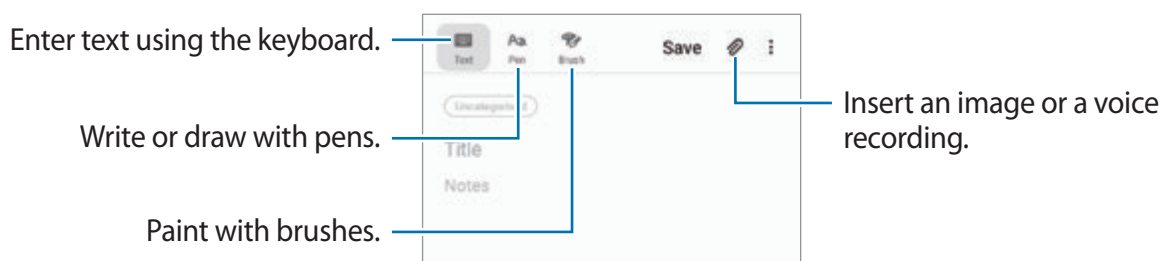 Enter text using the keyboard.
Text
Pen
Brush
Save
Uncategorised
Insert an image or a voice
recording.
Write or draw with pens.
Title
Notes
Paint with brushes.